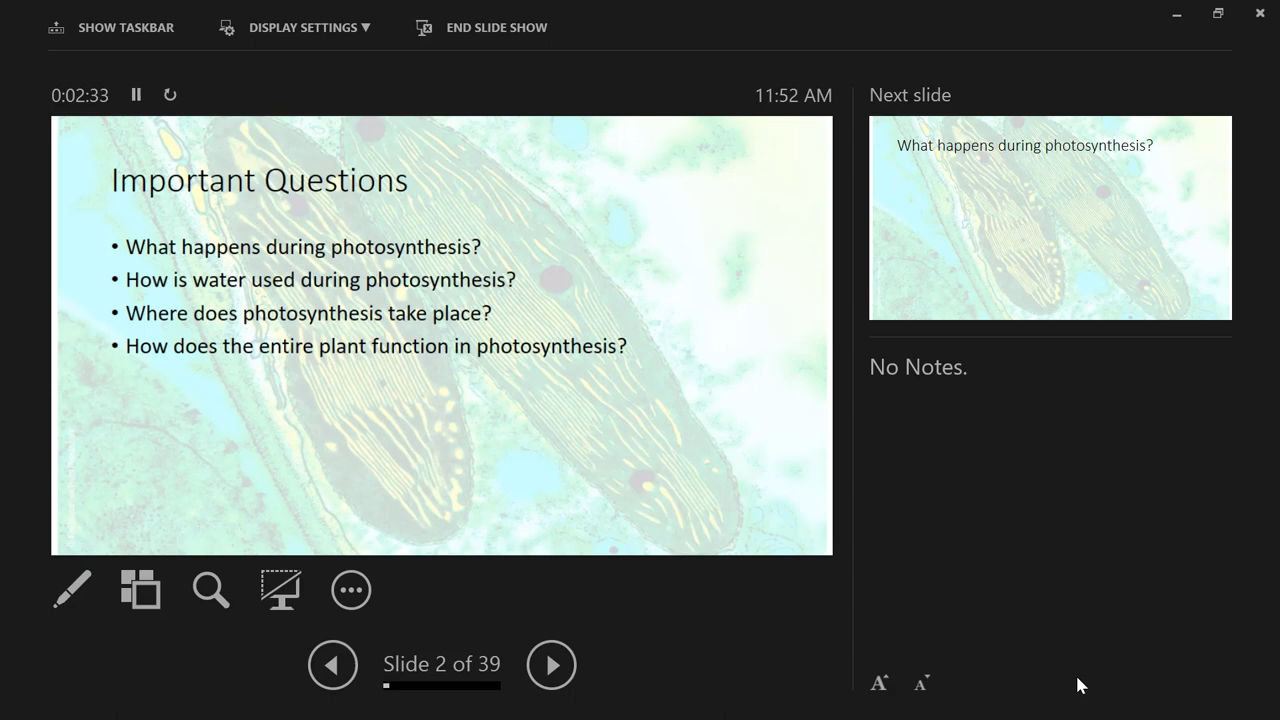 SHOW TASKBAR
DISPLAY SETTINGS ▼
END SLIDE SHOW
0:02:33
11:52 AM
Important Questions
• What happens during photosynthesis?
• How is water used during photosynthesis?
• Where does photosynthesis take place?
• How does the entire plant function in photosynthesis?
Slide 2 of 39
Next slide
What happens during photosynthesis?
No Notes.
A A